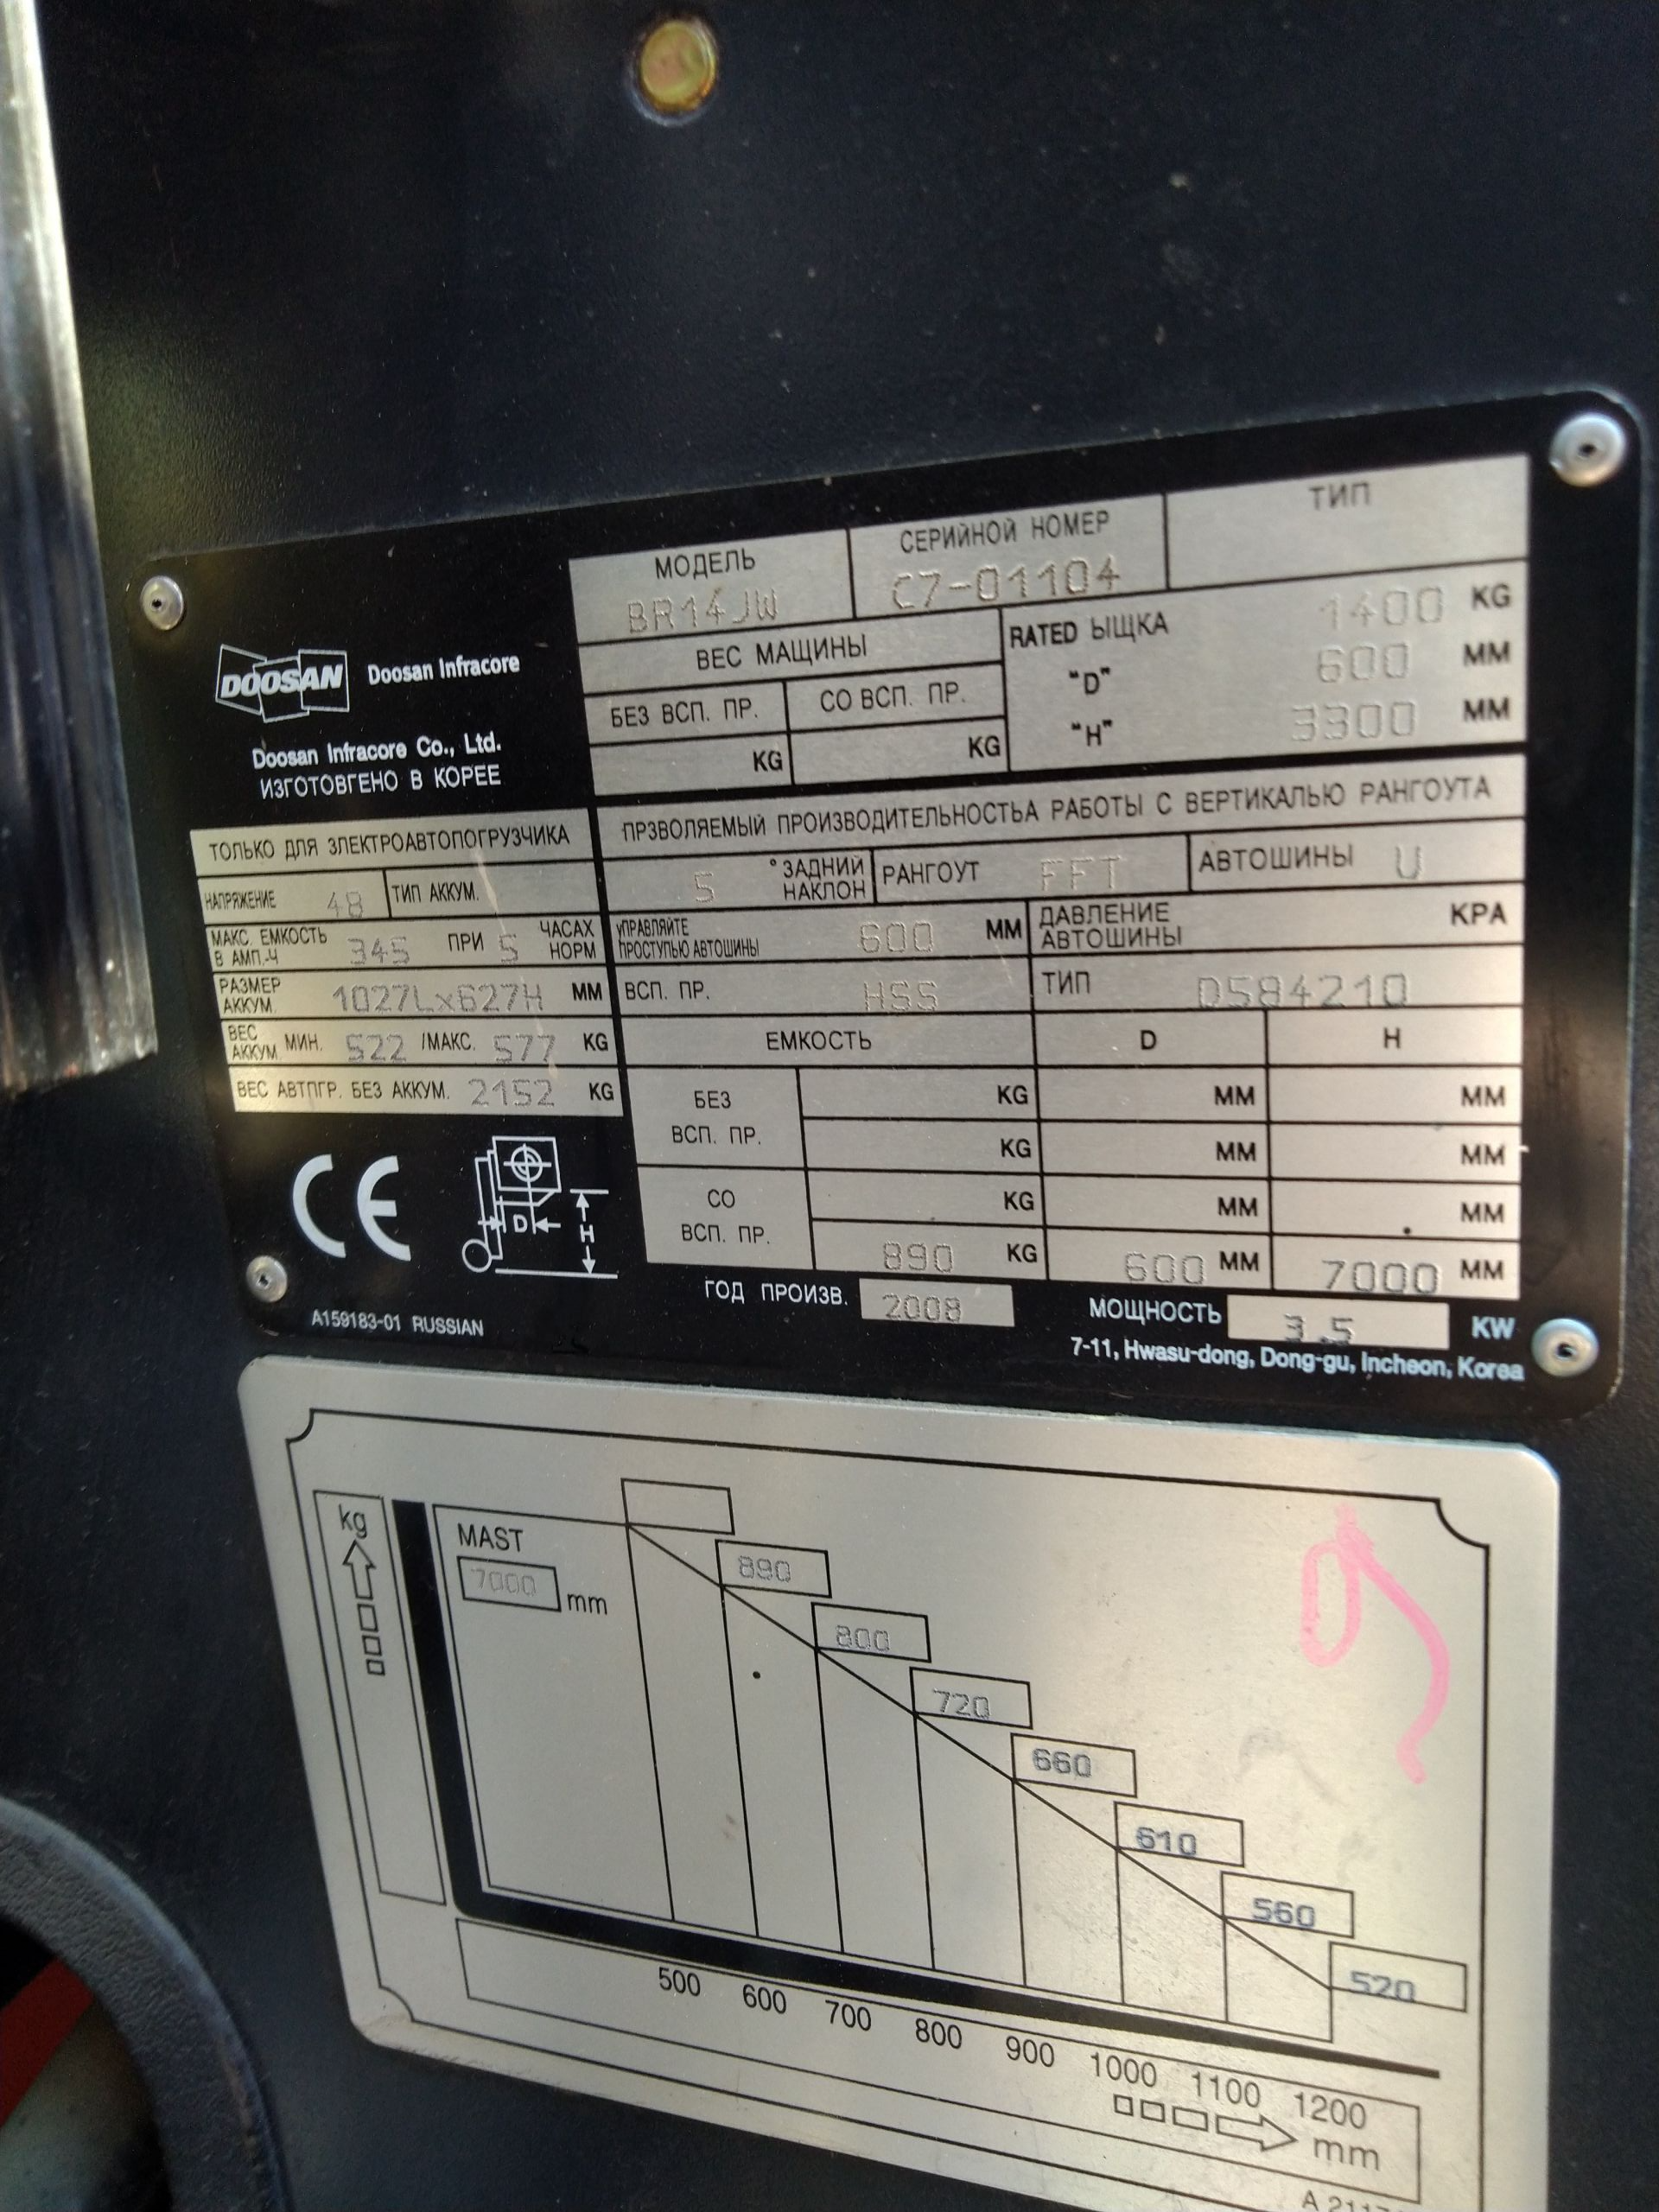 МОДЕЛЬ СЕРИЙНОЙ НОМЕР ТИП
BR14JW C7-01104
DOOSAN Doosan Infracore
Doosan Infracore Co., Ltd.
ИЗГОТОВГЕНО В КОРЕЕ
ВЕС МАЩИНЫ
БЕЗ ВСП. ПР. СО ВСП. ПР.
KG KG
RATED ЫЩКА 1400 KG
"D" 600 MM
"H" 3300 MM
ТОЛЬКО ДЛЯ ЗЛЕКТРОАВТОПОГРУЗЧИКА
НАПРЯЖЕНИЕ 48 ТИП АККУМ.
МАКС. ЕМКОСТЬ В АМП.-Ч 345 ПРИ 5 ЧАСАХ НОРМ
РАЗМЕР АККУМ. 1027Lx627H MM
ВЕС АККУМ. МИН. 522 /МАКС. 577 KG
ВЕС АВТПГР. БЕЗ АККУМ. 2152 KG
ПРЗВОЛЯЕМЫЙ ПРОИЗВОДИТЕЛЬНОСТЬА РАБОТЫ С ВЕРТИКАЛЬЮ РАНГОУТА
5 ° ЗАДНИЙ НАКЛОН РАНГОУТ FFT АВТОШИНЫ U
УПРАВЛЯЙТЕ ПРОСТУПЬЮ АВТОШИНЫ 600 MM ДАВЛЕНИЕ АВТОШИНЫ KPA
ВСП. ПР. HSS ТИП D584210
ЕМКОСТЬ D H
БЕЗ ВСП. ПР. KG MM MM
KG MM MM
СО ВСП. ПР. KG MM MM
890 KG 600 MM 7000 MM
CE D H
ГОД ПРОИЗВ. 2008 МОЩНОСТЬ 3.5 KW
A159183-01 RUSSIAN
7-11, Hwasu-dong, Dong-gu, Incheon, Korea
kg
MAST
7000 mm
890
800
720
660
610
560
520
500 600 700 800 900 1000 1100 1200
mm